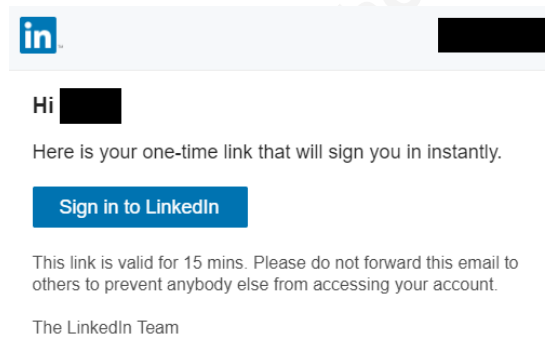 in
Hi
Here is your one-time link that will sign you in instantly.
Sign in to LinkedIn
This link is valid for 15 mins. Please do not forward this email to
others to prevent anybody else from accessing your account.
The LinkedIn Team